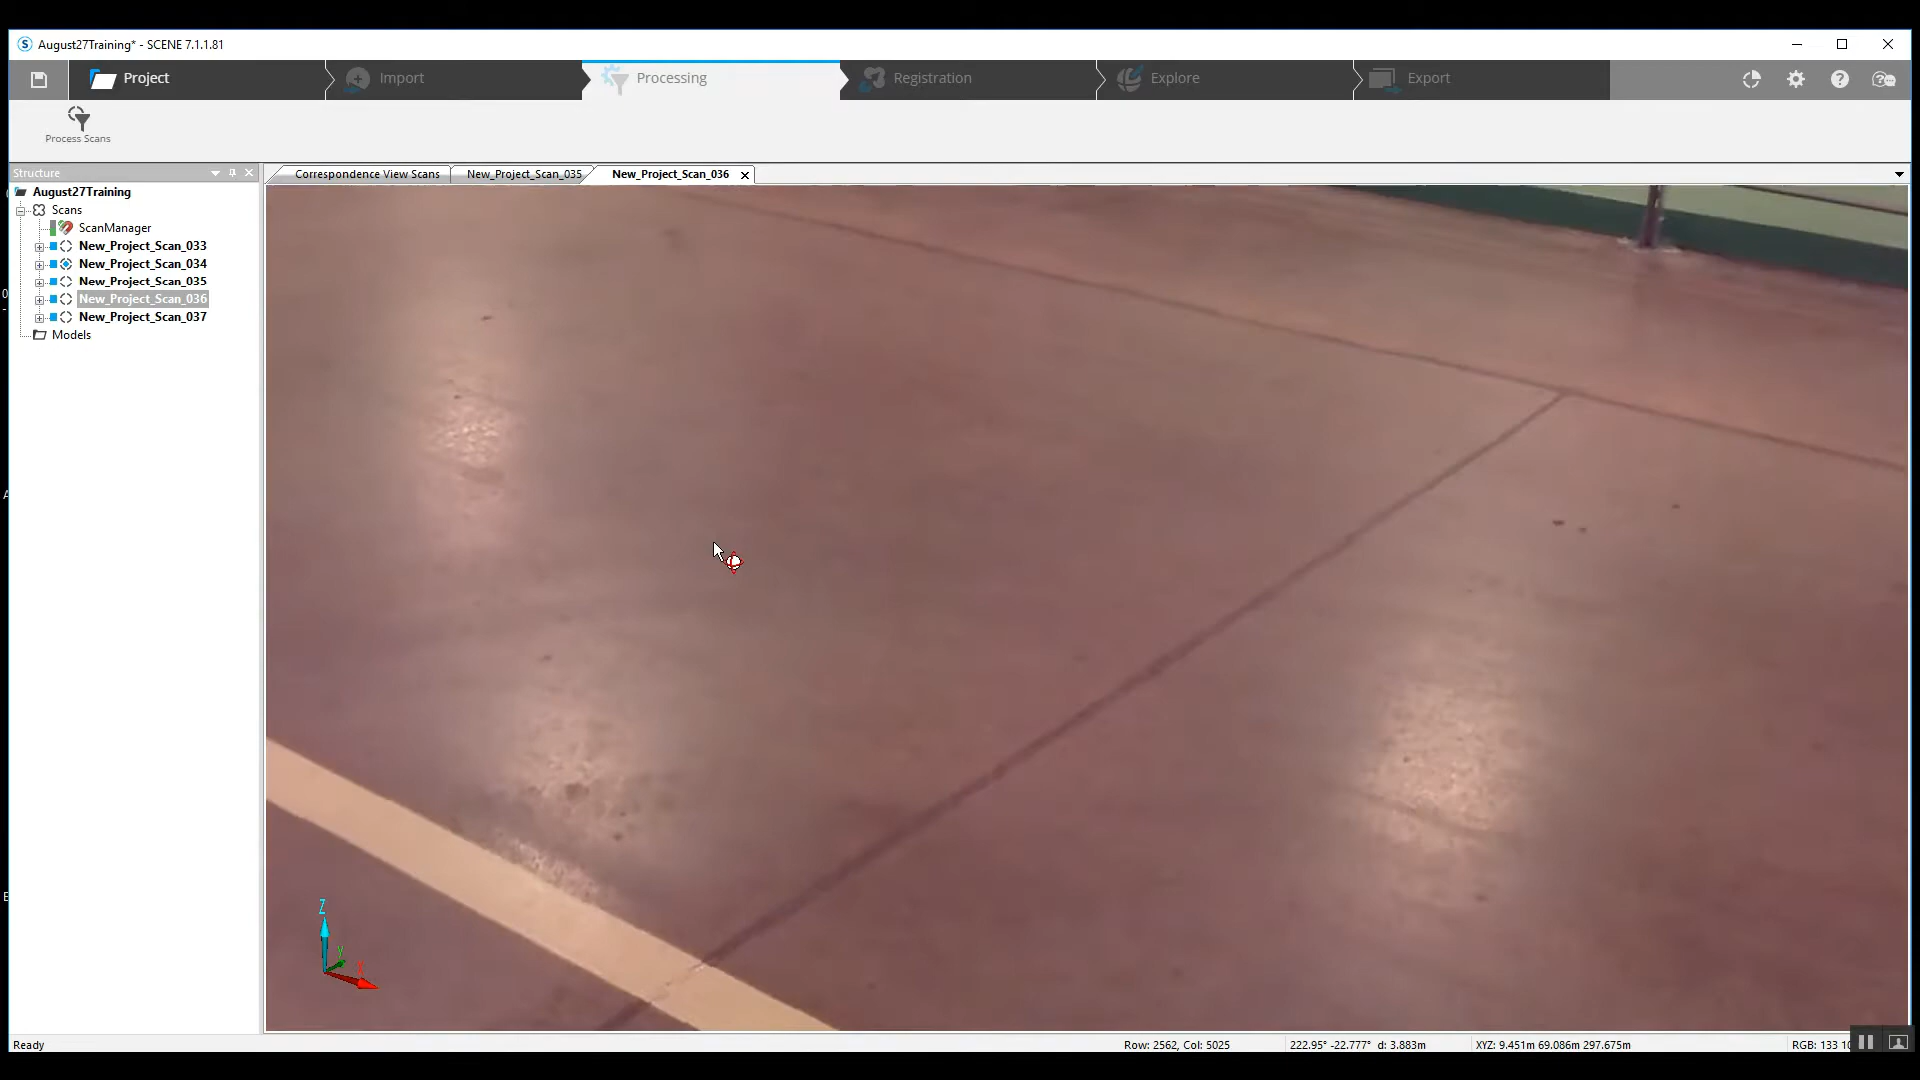 August27Training* - SCENE 7.1.1.81
Project
Import
Processing
Registration
Explore
Export
Process Scans
Structure
August27Training
Scans
ScanManager
New_Project_Scan_033
New_Project_Scan_034
New_Project_Scan_035
New_Project_Scan_036
New_Project_Scan_037
Models
Correspondence View Scans
New_Project_Scan_035
New_Project_Scan_036
Z
Y
X
Ready
Row: 2562, Col: 5025
222.95° -22.777° d: 3.883m
XYZ: 9.451m 69.086m 297.675m
RGB: 133